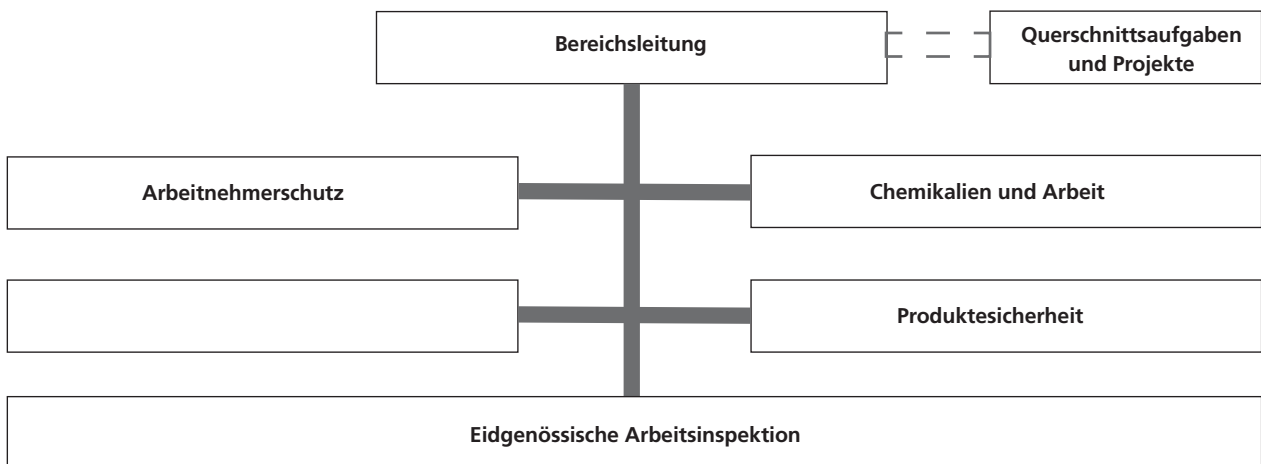 Bereichsleitung
Querschnittsaufgaben
und Projekte
Arbeitnehmerschutz
Chemikalien und Arbeit
Produktesicherheit
Eidgenössische Arbeitsinspektion